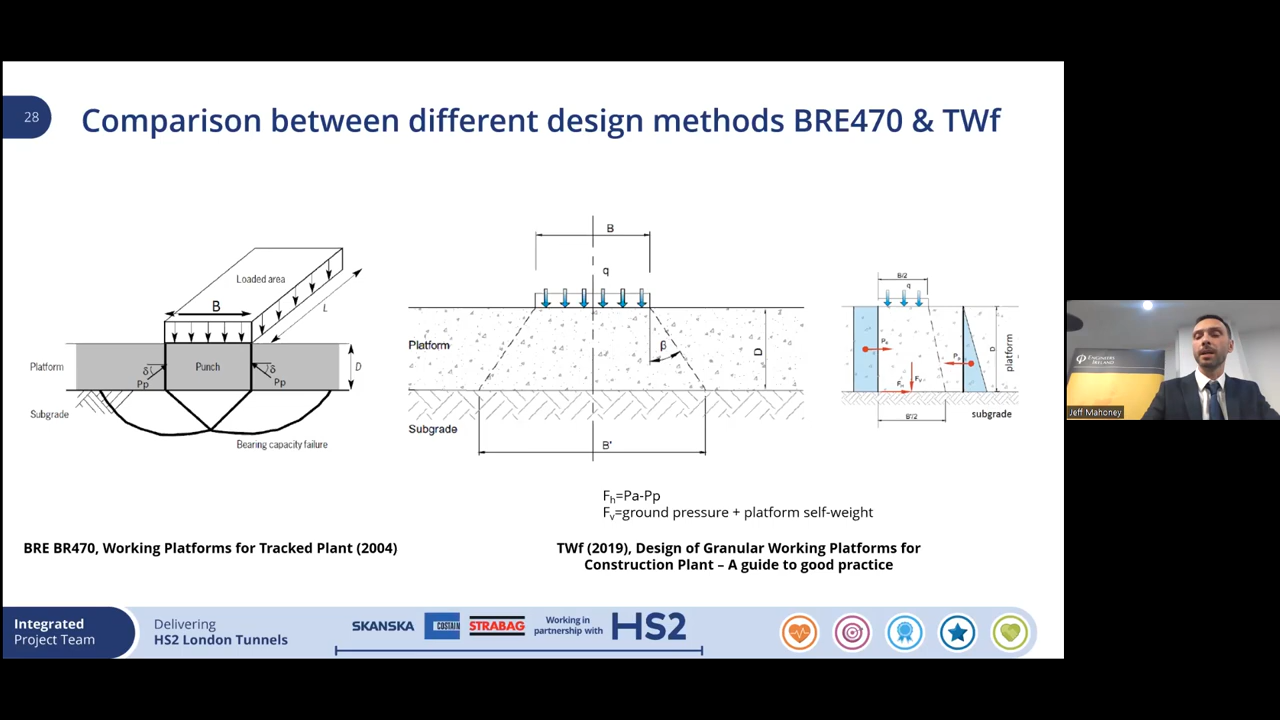 28
Comparison between different design methods BRE470 & TWf
Loaded area
B
L
Platform
Punch
D
δ
δ
Pp
Pp
Subgrade
Bearing capacity failure
B
q
Platform
β
D
Subgrade
B'
B/2
q
D
platform
B'/2
subgrade
Fh=Pa-Pp
Fv=ground pressure + platform self-weight
BRE BR470, Working Platforms for Tracked Plant (2004)
TWf (2019), Design of Granular Working Platforms for
Construction Plant – A guide to good practice
Integrated
Project Team
Delivering
HS2 London Tunnels
SKANSKA
COSTAIN
STRABAG
Working in
partnership with
HS2
ENGINEERS
IRELAND
Jeff Mahoney